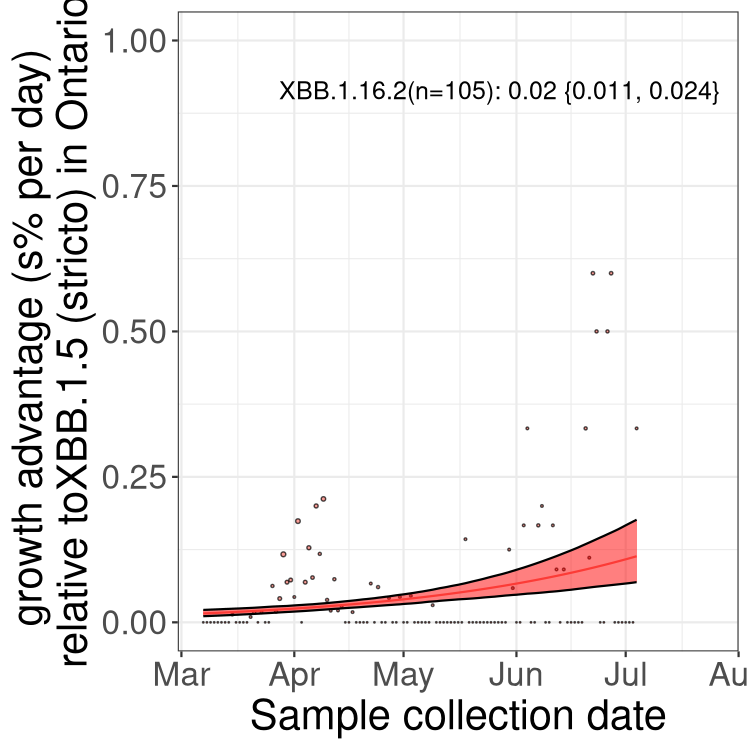 growth advantage (s% per day)
relative toXBB.1.5 (stricto) in Ontario
1.00
XBB.1.16.2(n=105): 0.02 {0.011, 0.024}
0.75
0.50
0.25
0.00
Mar Apr May Jun Jul Au
Sample collection date